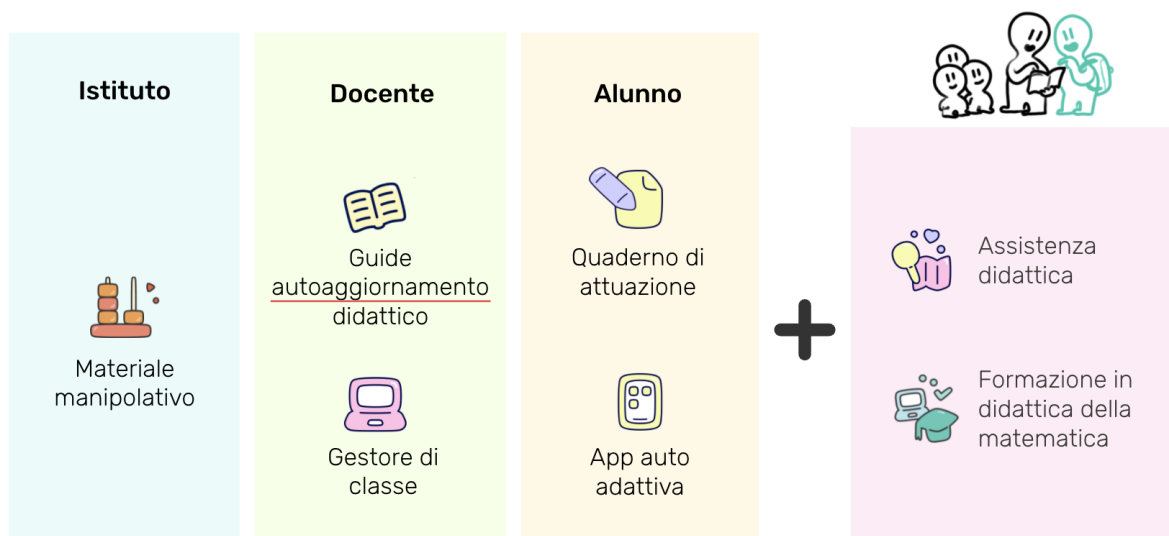 Istituto
Materiale
manipolativo
Docente
Guide
autoaggiornamento
didattico
Gestore di
classe
Alunno
Quaderno di
attuazione
App auto
adattiva
Assistenza
didattica
Formazione in
didattica della
matematica